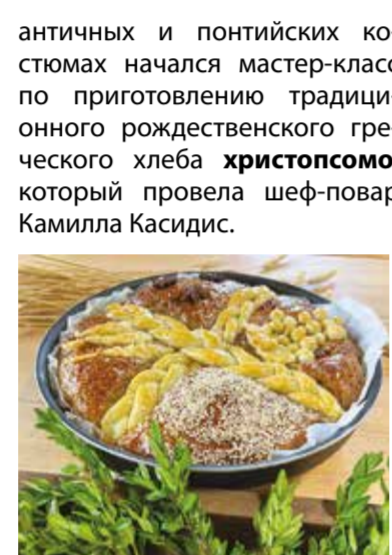 античных и понтийских ко-
стюмах начался мастер-класс
по приготовлению традици-
онного рождественского гре-
ческого хлеба христопсомо,
который провела шеф-повар
Камилла Касидис.